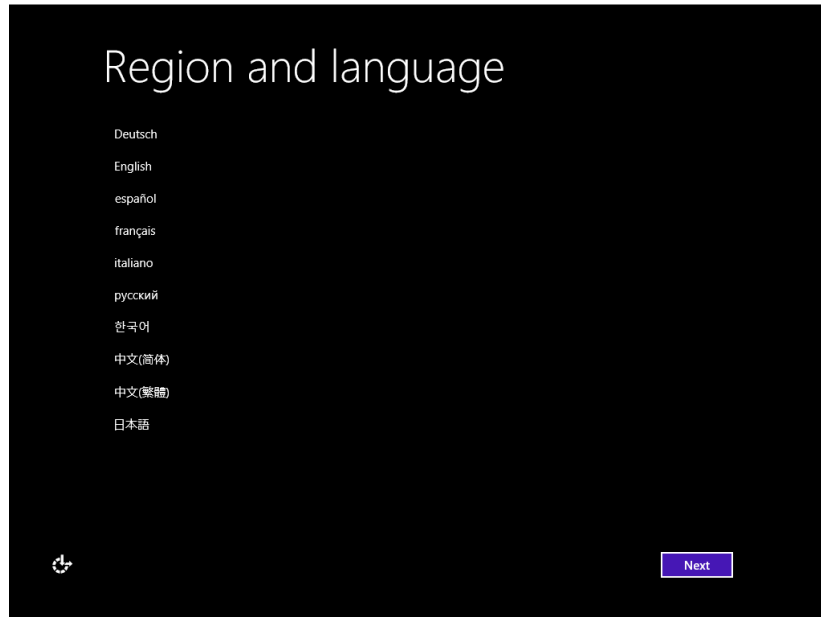 Region and language
Deutsch
English
español
français
italiano
русский
한국어
中文(简体)
中文(繁體)
日本語
Next